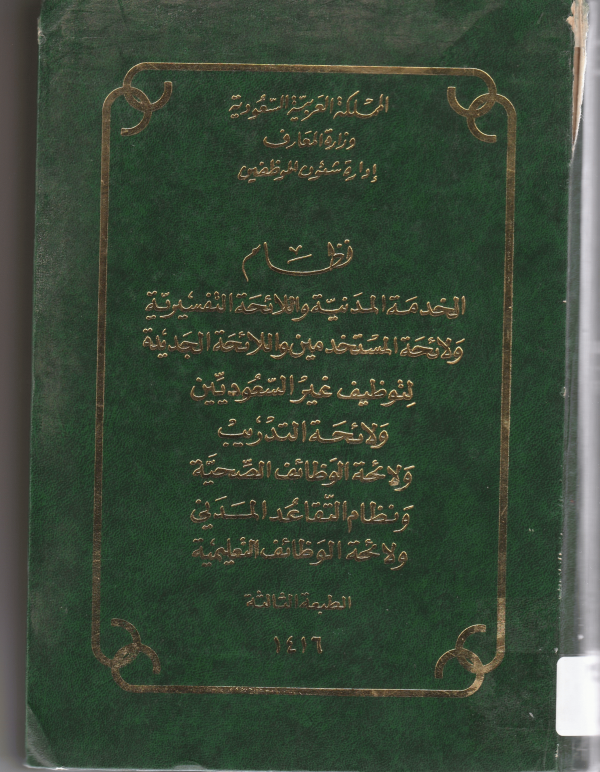 المملكة العربية السعودية
وزارة المعارف
إدارة شئون الموظفين
نظام
الخدمة المدنية واللائحة التفسيرية
ولائحة المستخدمين واللائحة الجديدة
لتوظيف غير السعوديين
ولائحة التدريب
ولائحة الوظائف الصحية
ونظام التقاعد المدني
ولائحة الوظائف التعليمية
الطبعة الثالثة
١٤١٦